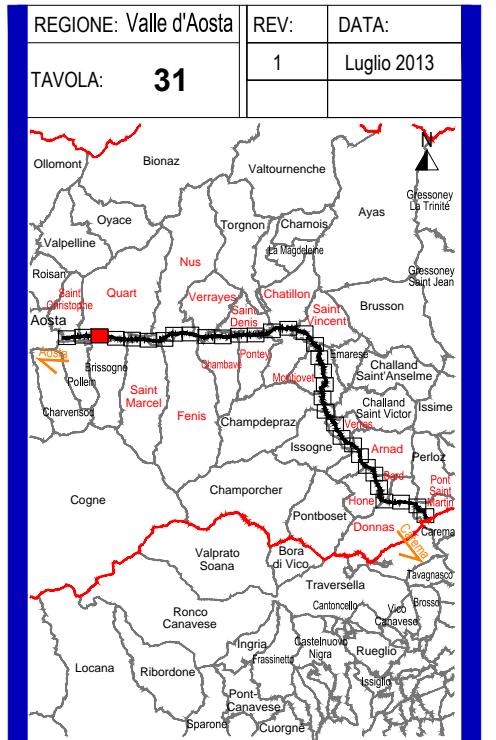 REGIONE: Valle d'Aosta
REV:
DATA:
TAVOLA: 31
1
Luglio 2013
N
Ollomont
Bionaz
Valtournenche
Gressoney
La Trinité
Oyace
Torgnon
Chamois
Ayas
Valpelline
La Magdeleine
Nus
Roisan
Gressoney
Saint Jean
Saint
Christophe
Quart
Verrayes
Chatillon
Brusson
Saint
Denis
Saint
Vincent
Aosta
Aosta
Brissogne
Chambave
Pontey
Emarese
Challand
Saint'Anselme
Pollein
Saint
Marcel
Montjovet
Charvensod
Fenis
Champdepraz
Challand
Saint Victor
Issime
Verres
Issogne
Arnad
Perloz
Bard
Pont
Saint
Martin
Champorcher
Hone
Cogne
Pontboset
Donnas
Carema
Carema
Valprato
Soana
Bora
di Vico
Tavagnasco
Traversella
Ronco
Canavese
Cantoncello
Vico
Canavese
Brosso
Ingria
Castelnuovo
Nigra
Rueglio
Frassinetto
Locana
Ribordone
Issiglio
Pont-
Canavese
Sparone
Cuorgnè